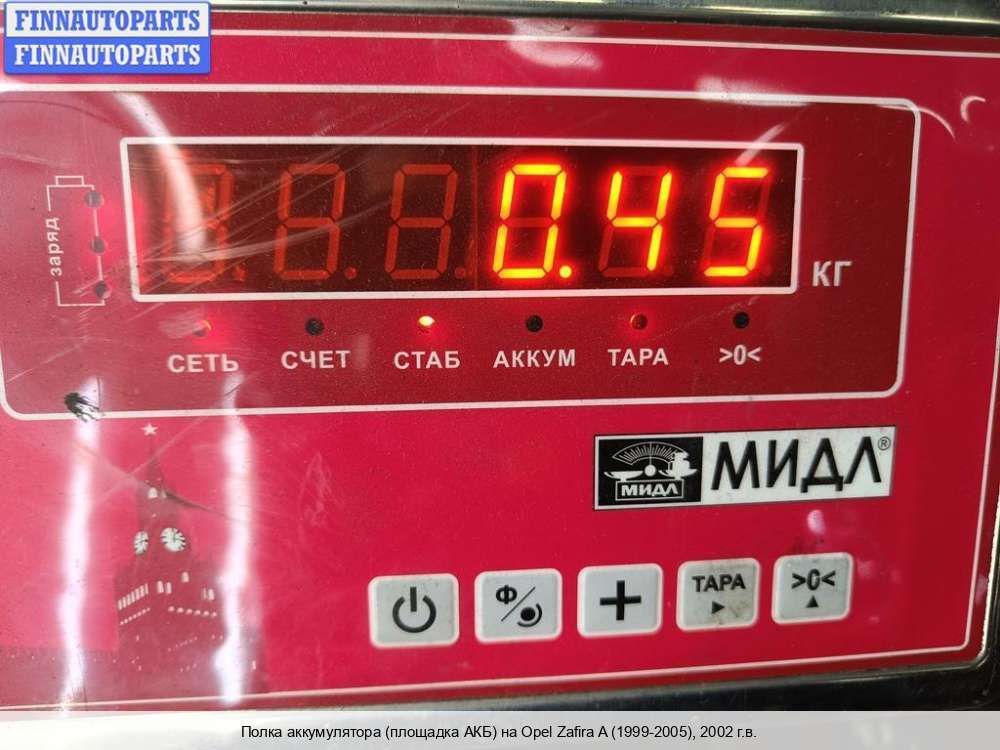 FINNAUTOPARTS
FINNAUTOPARTS
0.45
заряд
КГ
СЕТЬ СЧЕТ СТАБ АККУМ ТАРА >0<
МИДЛ МИДЛ®
Ф ТАРА >0<
Полка аккумулятора (площадка АКБ) на Opel Zafira A (1999-2005), 2002 г.в.